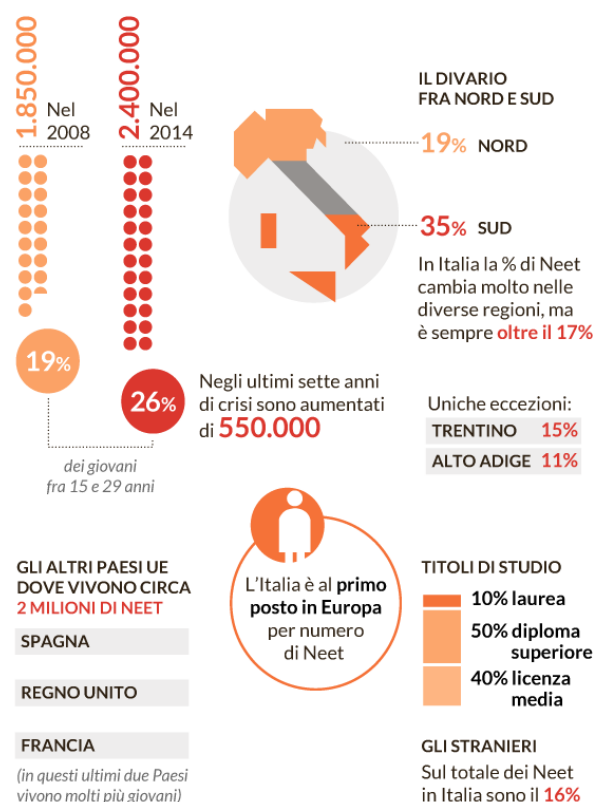 1.850.000
Nel
2008
2.400.000
Nel
2014
19%
26%
dei giovani
fra 15 e 29 anni
Negli ultimi sette anni
di crisi sono aumentati
di 550.000
IL DIVARIO
FRA NORD E SUD
19% NORD
35% SUD
In Italia la % di Neet
cambia molto nelle
diverse regioni, ma
è sempre oltre il 17%
Uniche eccezioni:
TRENTINO 15%
ALTO ADIGE 11%
GLI ALTRI PAESI UE
DOVE VIVONO CIRCA
2 MILIONI DI NEET
SPAGNA
REGNO UNITO
FRANCIA
(in questi ultimi due Paesi
vivono molti più giovani)
L'Italia è al primo
posto in Europa
per numero
di Neet
TITOLI DI STUDIO
10% laurea
50% diploma
superiore
40% licenza
media
GLI STRANIERI
Sul totale dei Neet
in Italia sono il 16%